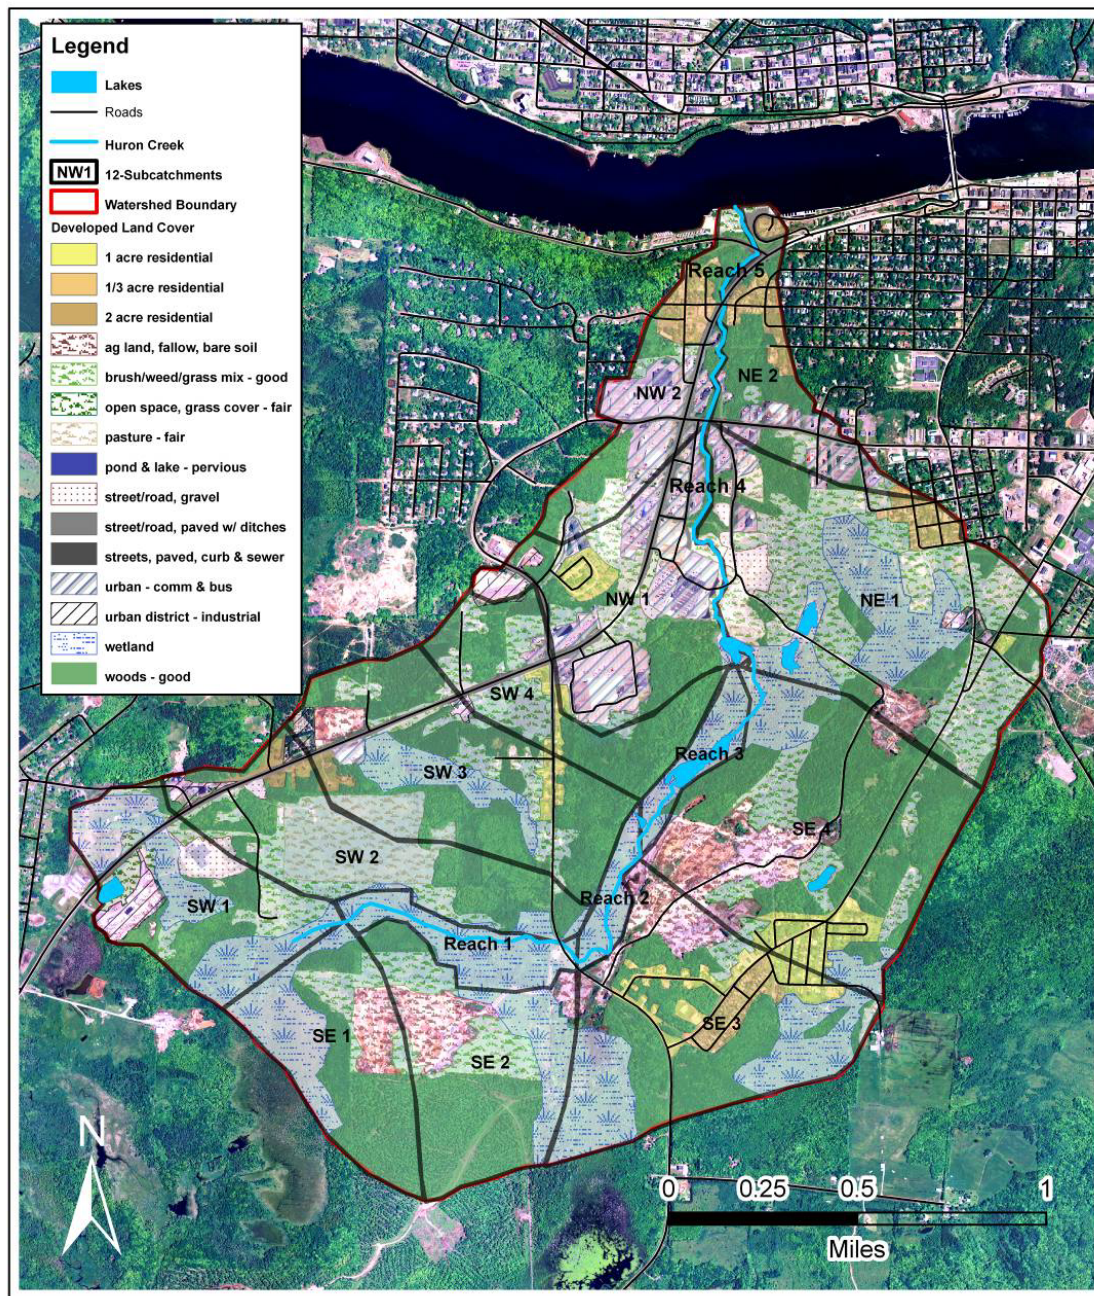 Legend
Lakes
Roads
Huron Creek
NW1 12-Subcatchments
Watershed Boundary
Developed Land Cover
1 acre residential
1/3 acre residential
2 acre residential
ag land, fallow, bare soil
brush/weed/grass mix - good
open space, grass cover - fair
pasture - fair
pond & lake - pervious
street/road, gravel
street/road, paved w/ ditches
streets, paved, curb & sewer
urban - comm & bus
urban district - industrial
wetland
woods - good
Reach 5
NW 2
NE 2
Reach 4
NW 1
NE 1
SW 4
SW 3
Reach 3
SE 4
SW 2
Reach 2
SW 1
Reach 1
SE 3
SE 1
SE 2
N
0 0.25 0.5 1
Miles